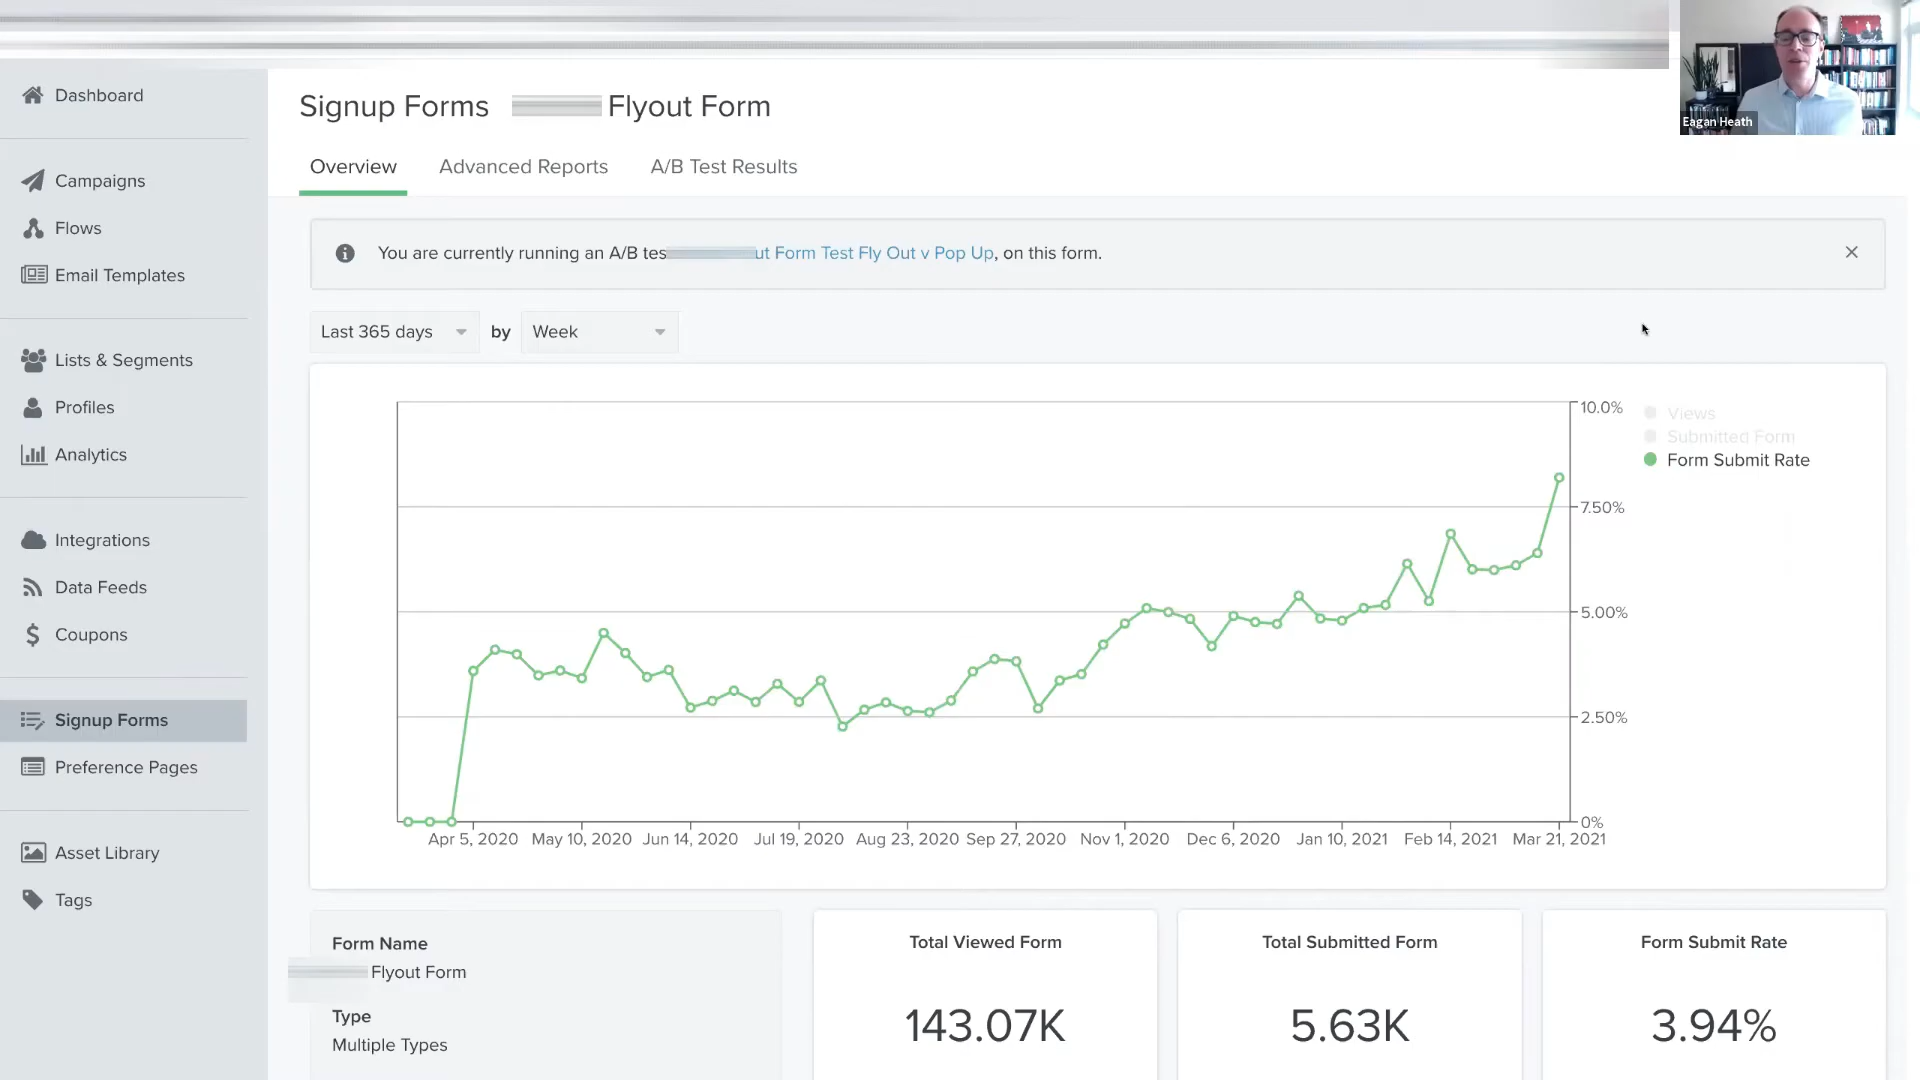 Eagan Heath
Dashboard
Campaigns
Flows
Email Templates
Lists & Segments
Profiles
Analytics
Integrations
Data Feeds
Coupons
Signup Forms
Preference Pages
Asset Library
Tags
Signup Forms Flyout Form
Overview Advanced Reports A/B Test Results
You are currently running an A/B tes ut Form Test Fly Out v Pop Up, on this form.
Last 365 days by Week
10.0%
7.50%
5.00%
2.50%
0%
Views
Submitted Form
Form Submit Rate
Apr 5, 2020 May 10, 2020 Jun 14, 2020 Jul 19, 2020 Aug 23, 2020 Sep 27, 2020 Nov 1, 2020 Dec 6, 2020 Jan 10, 2021 Feb 14, 2021 Mar 21, 2021
Form Name
Flyout Form
Type
Multiple Types
Total Viewed Form
143.07K
Total Submitted Form
5.63K
Form Submit Rate
3.94%